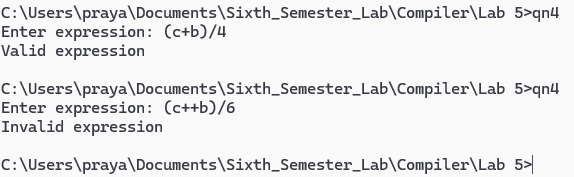 C:\Users\praya\Documents\Sixth_Semester_Lab\Compiler\Lab 5>qn4
Enter expression: (c+b)/4
Valid expression
C:\Users\praya\Documents\Sixth_Semester_Lab\Compiler\Lab 5>qn4
Enter expression: (c++b)/6
Invalid expression
C:\Users\praya\Documents\Sixth_Semester_Lab\Compiler\Lab 5>